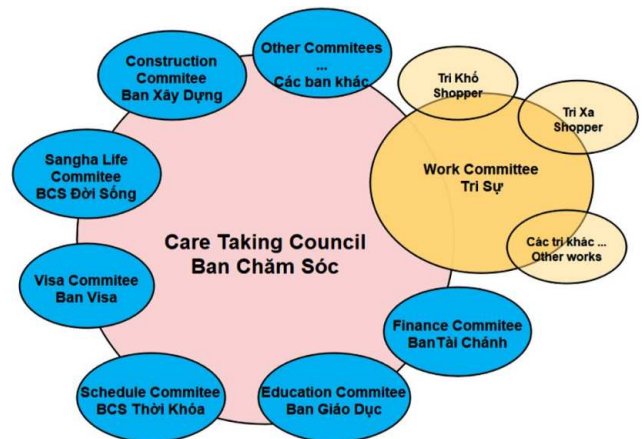 Other Commitees
...
Các ban khác
Construction
Commitee
Ban Xây Dựng
Tri Khố
Shopper
Tri Xa
Shopper
Sangha Life
Commitee
BCS Đời Sống
Work Committee
Tri Sự
Care Taking Council
Ban Chăm Sóc
Các tri khác ...
Other works
Visa Commitee
Ban Visa
Finance Commitee
BanTài Chánh
Schedule Commitee
BCS Thời Khóa
Education Commitee
Ban Giáo Dục